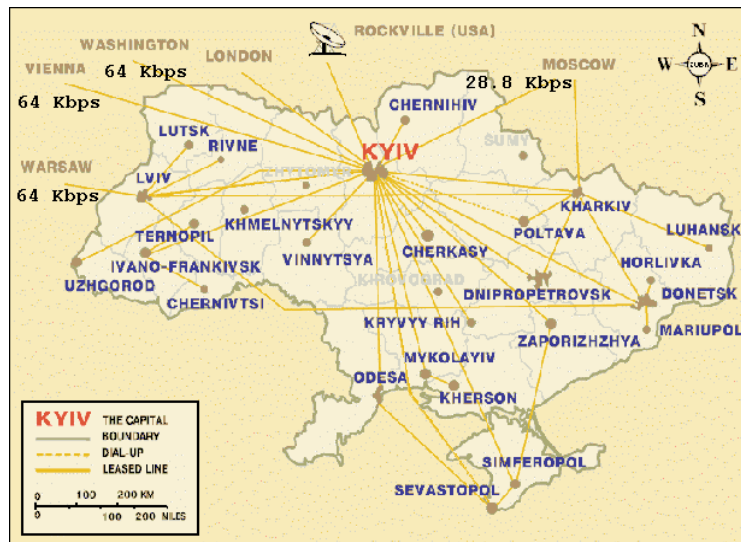 ROCKVILLE (USA)
WASHINGTON
LONDON
VIENNA
64 Kbps
MOSCOW
28.8 Kbps
64 Kbps
N
W
E
S
CHERNIHIV
LUTSK
RIVNE
KYIV
SUMY
WARSAW
LVIV
ZHYTOMYR
64 Kbps
KHARKIV
KHMELNYTSKYY
TERNOPIL
POLTAVA
LUHANSK
VINNYTSYA
CHERKASY
IVANO-FRANKIVSK
HORLIVKA
UZHGOROD
KIROVOGRAD
CHERNIVTSI
DNIPROPETROVSK
DONETSK
KRYVYY RIH
ZAPORIZHZHYA
MARIUPOL
MYKOLAYIV
ODESA
KHERSON
KYIV THE CAPITAL
BOUNDARY
DIAL-UP
LEASED LINE
SIMFEROPOL
SEVASTOPOL
0 100 200 KM
0 100 200 MILES